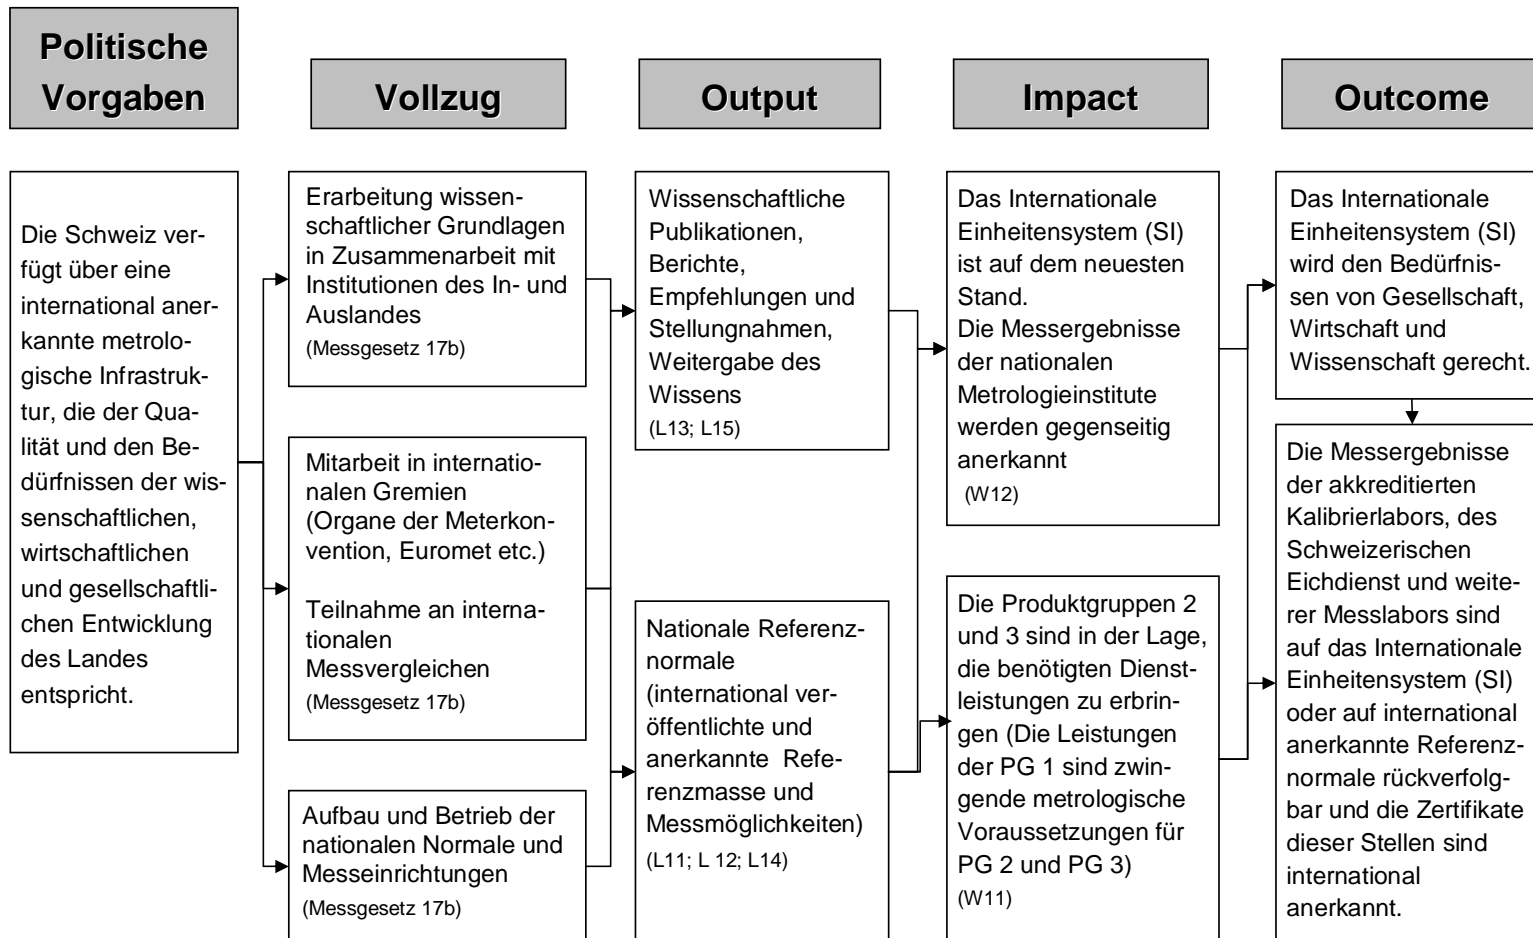 Politische
Vorgaben
Vollzug
Output
Impact
Outcome
Die Schweiz ver-
fügt über eine
international aner-
kannte metrolo-
gische Infrastruk-
tur, die der Qua-
lität und den Be-
dürfnissen der wis-
senschaftlichen,
wirtschaftlichen
und gesellschaftli-
chen Entwicklung
des Landes
entspricht.
Erarbeitung wissen-
schaftlicher Grundlagen
in Zusammenarbeit mit
Institutionen des In- und
Auslandes
(Messgesetz 17b)
Mitarbeit in internatio-
nalen Gremien
(Organe der Meterkon-
vention, Euromet etc.)
Teilnahme an interna-
tionalen
Messvergleichen
(Messgesetz 17b)
Aufbau und Betrieb der
nationalen Normale und
Messeinrichtungen
(Messgesetz 17b)
Wissenschaftliche
Publikationen,
Berichte,
Empfehlungen und
Stellungnahmen,
Weitergabe des
Wissens
(L13; L15)
Nationale Referenz-
normale
(international ver-
öffentlichte und
anerkannte Refe-
renzmasse und
Messmöglichkeiten)
(L11; L 12; L14)
Das Internationale
Einheitensystem (SI)
ist auf dem neuesten
Stand.
Die Messergebnisse
der nationalen
Metrologieinstitute
werden gegenseitig
anerkannt
(W12)
Die Produktgruppen 2
und 3 sind in der Lage,
die benötigten Dienst-
leistungen zu erbrin-
gen (Die Leistungen
der PG 1 sind zwin-
gende metrologische
Voraussetzungen für
PG 2 und PG 3)
(W11)
Das Internationale
Einheitensystem (SI)
wird den Bedürfnis-
sen von Gesellschaft,
Wirtschaft und
Wissenschaft gerecht.
Die Messergebnisse
der akkreditierten
Kalibrierlabors, des
Schweizerischen
Eichdienst und weite-
rer Messlabors sind
auf das Internationale
Einheitensystem (SI)
oder auf international
anerkannte Referenz-
normale rückverfolg-
bar und die Zertifikate
dieser Stellen sind
international
anerkannt.